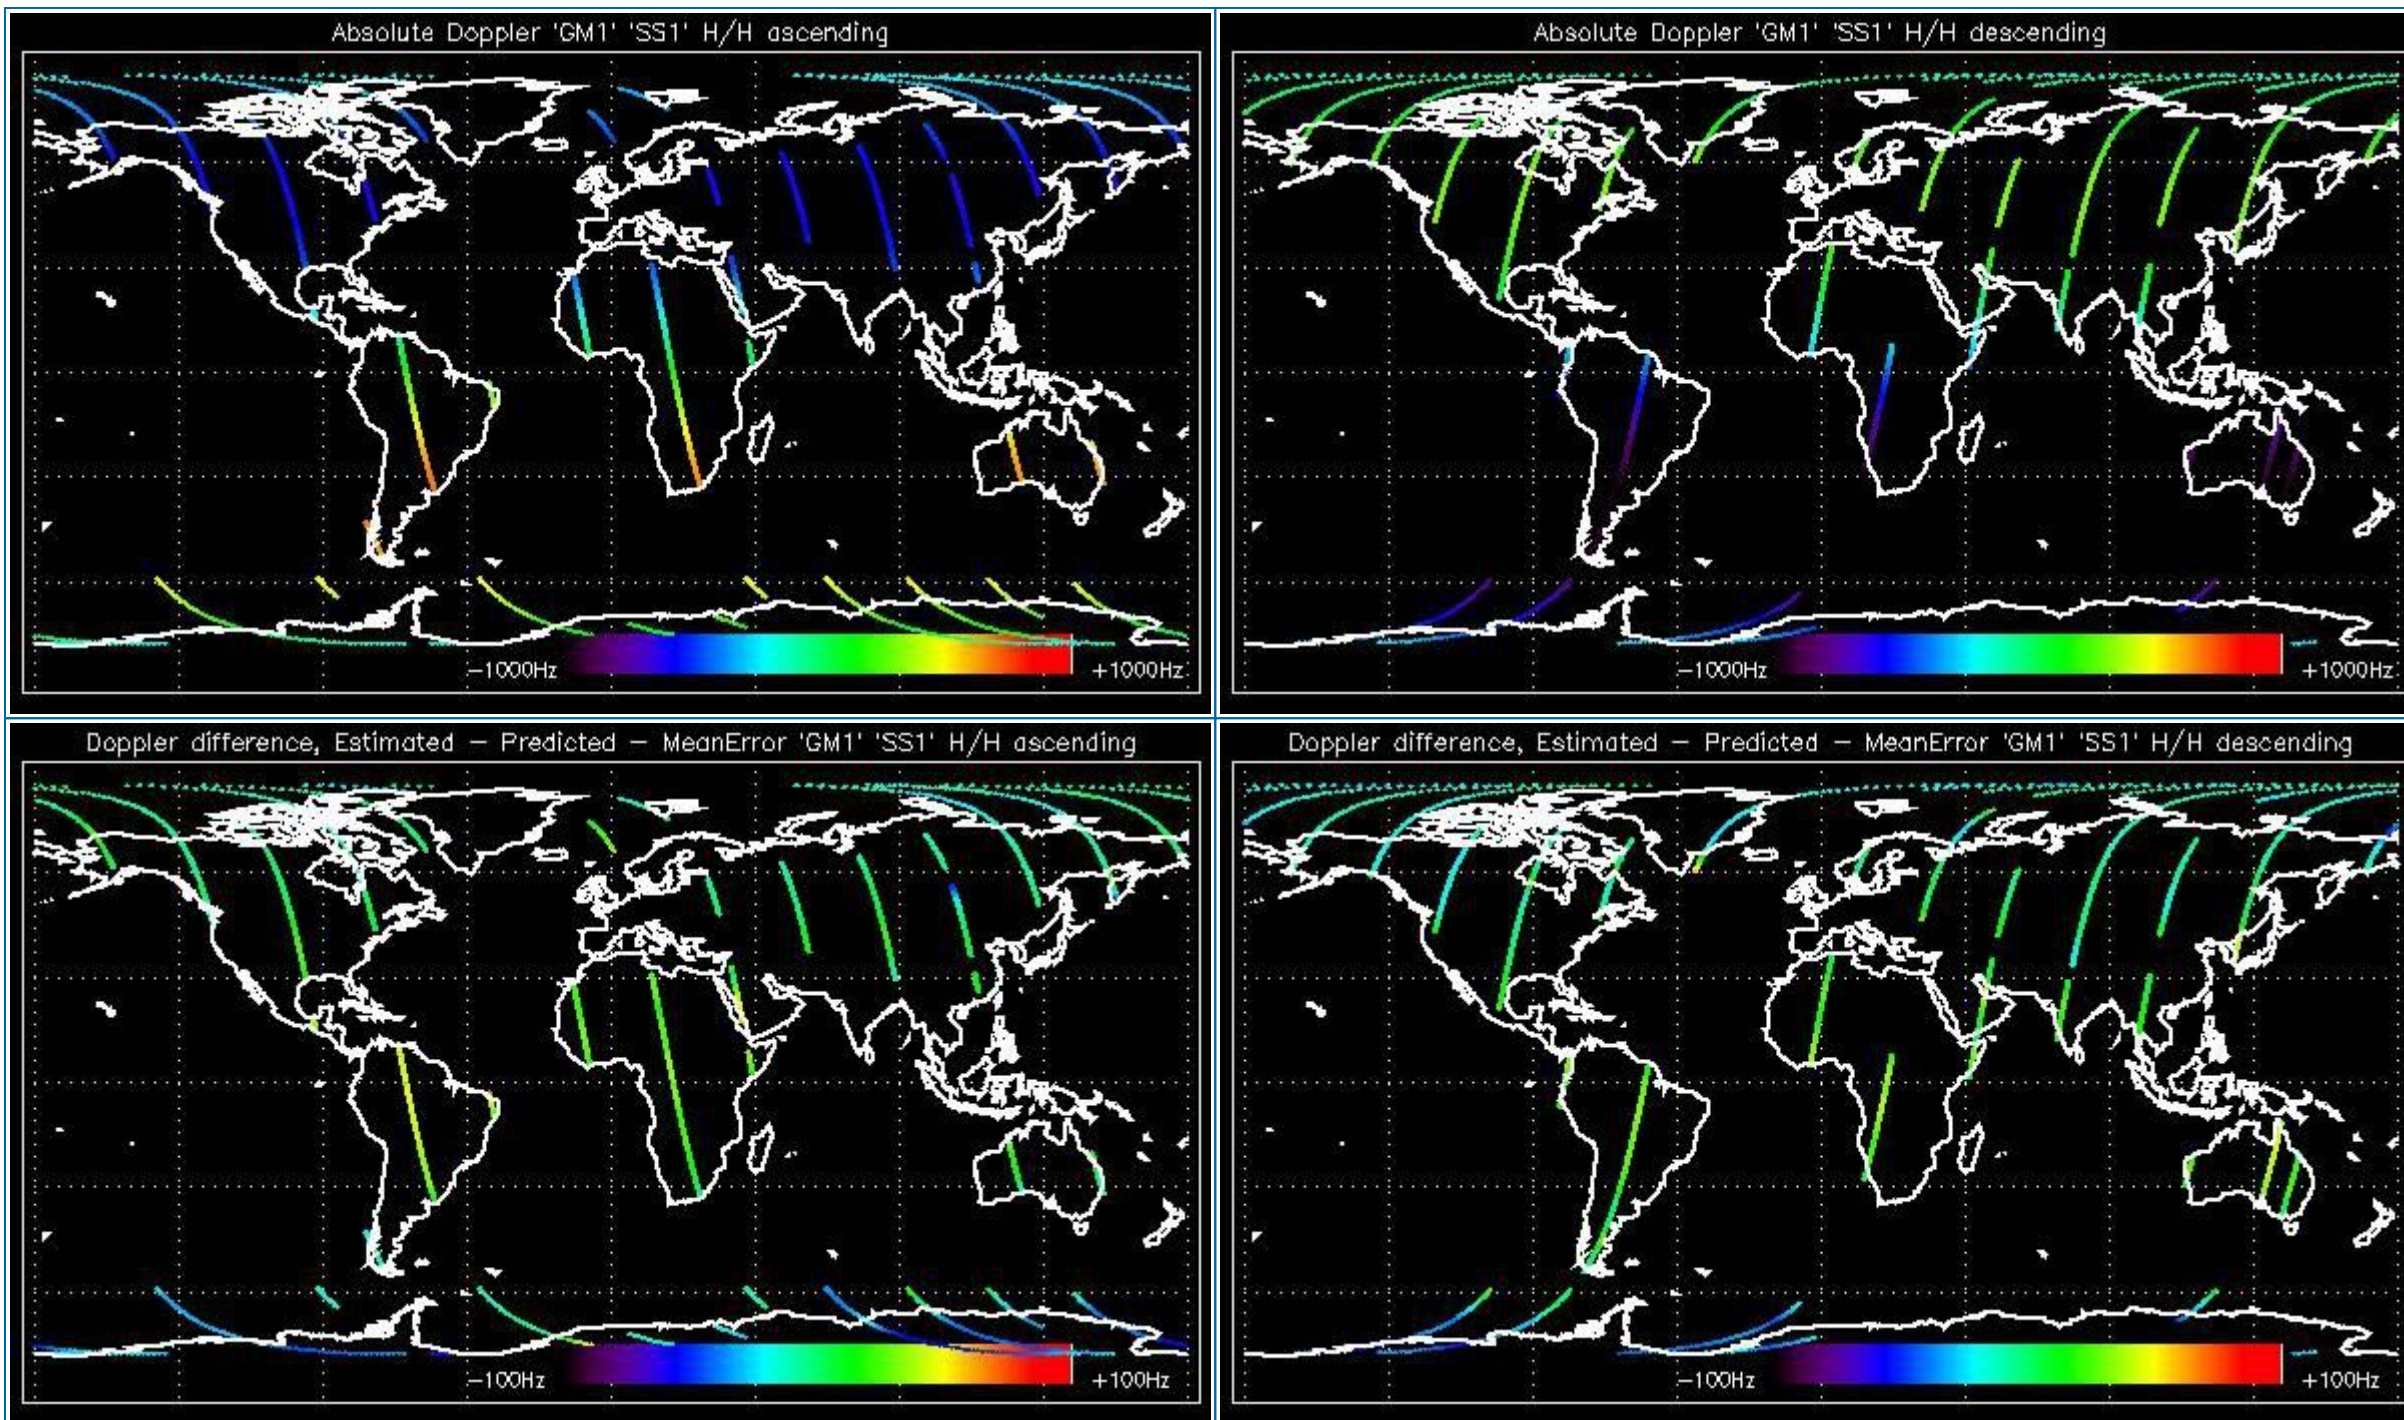 Absolute Doppler 'GM1' 'SS1' H/H ascending
−1000Hz
+1000Hz
Absolute Doppler 'GM1' 'SS1' H/H descending
−1000Hz
+1000Hz
Doppler difference, Estimated − Predicted − MeanError 'GM1' 'SS1' H/H ascending
−100Hz
+100Hz
Doppler difference, Estimated − Predicted − MeanError 'GM1' 'SS1' H/H descending
−100Hz
+100Hz